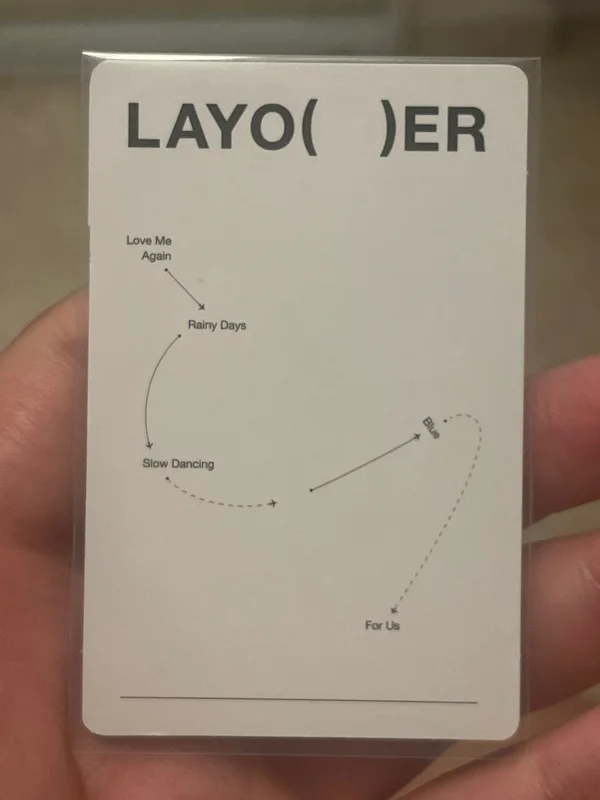 LAYO( )ER
Love Me
Again
Rainy Days
Slow Dancing
Blue
For Us